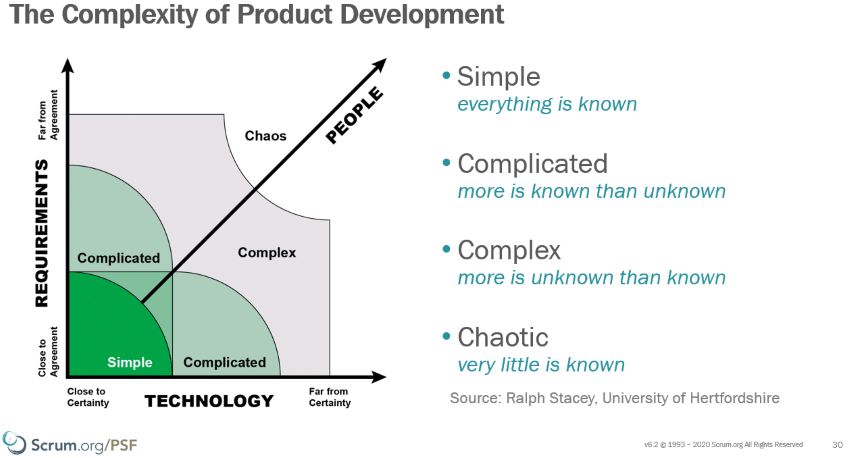 The Complexity of Product Development
Far from
Agreement
REQUIREMENTS
Close to
Agreement
Chaos
PEOPLE
Complicated
Complex
Simple
Complicated
Close to
Certainty
TECHNOLOGY
Far from
Certainty
• Simple
everything is known
• Complicated
more is known than unknown
• Complex
more is unknown than known
• Chaotic
very little is known
Source: Ralph Stacey, University of Hertfordshire
Scrum.org/PSF
v6.2 © 1993 – 2020 Scrum.org All Rights Reserved
30